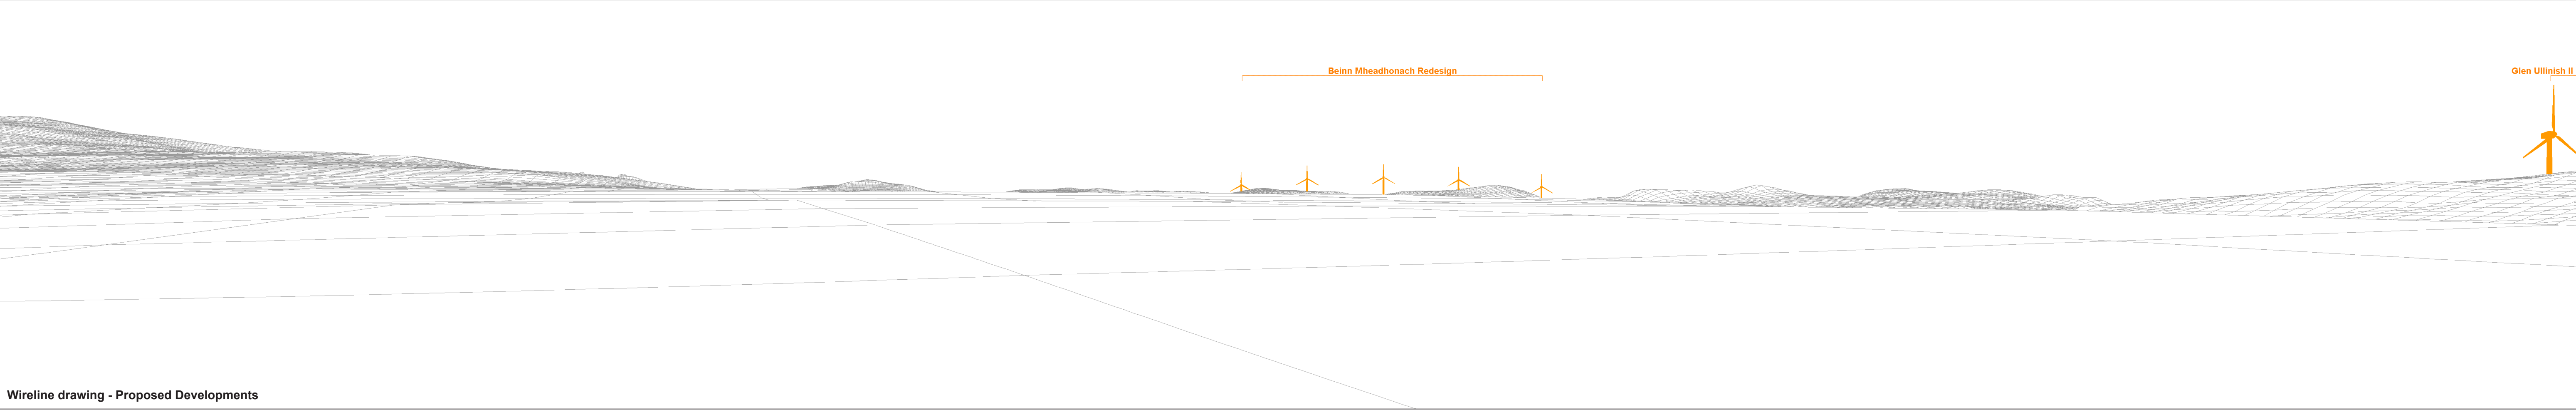 Beinn Mheadhonach Redesign
Glen Ullinish II
Wireline drawing - Proposed Developments